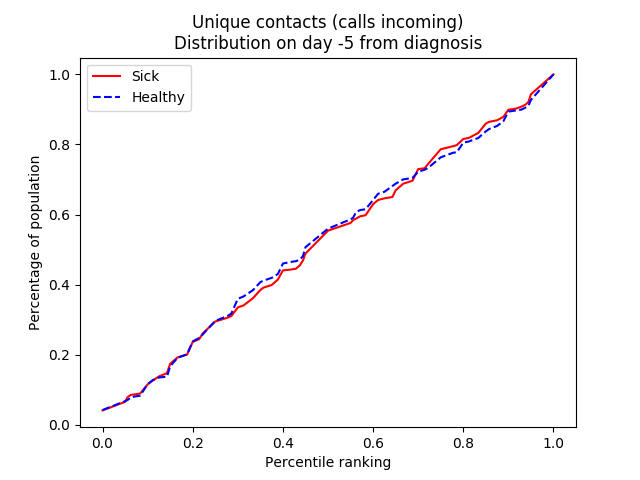 Unique contacts (calls incoming)
Distribution on day -5 from diagnosis
Sick
Healthy
Percentage of population
1.0
0.8
0.6
0.4
0.2
0.0
0.0 0.2 0.4 0.6 0.8 1.0
Percentile ranking